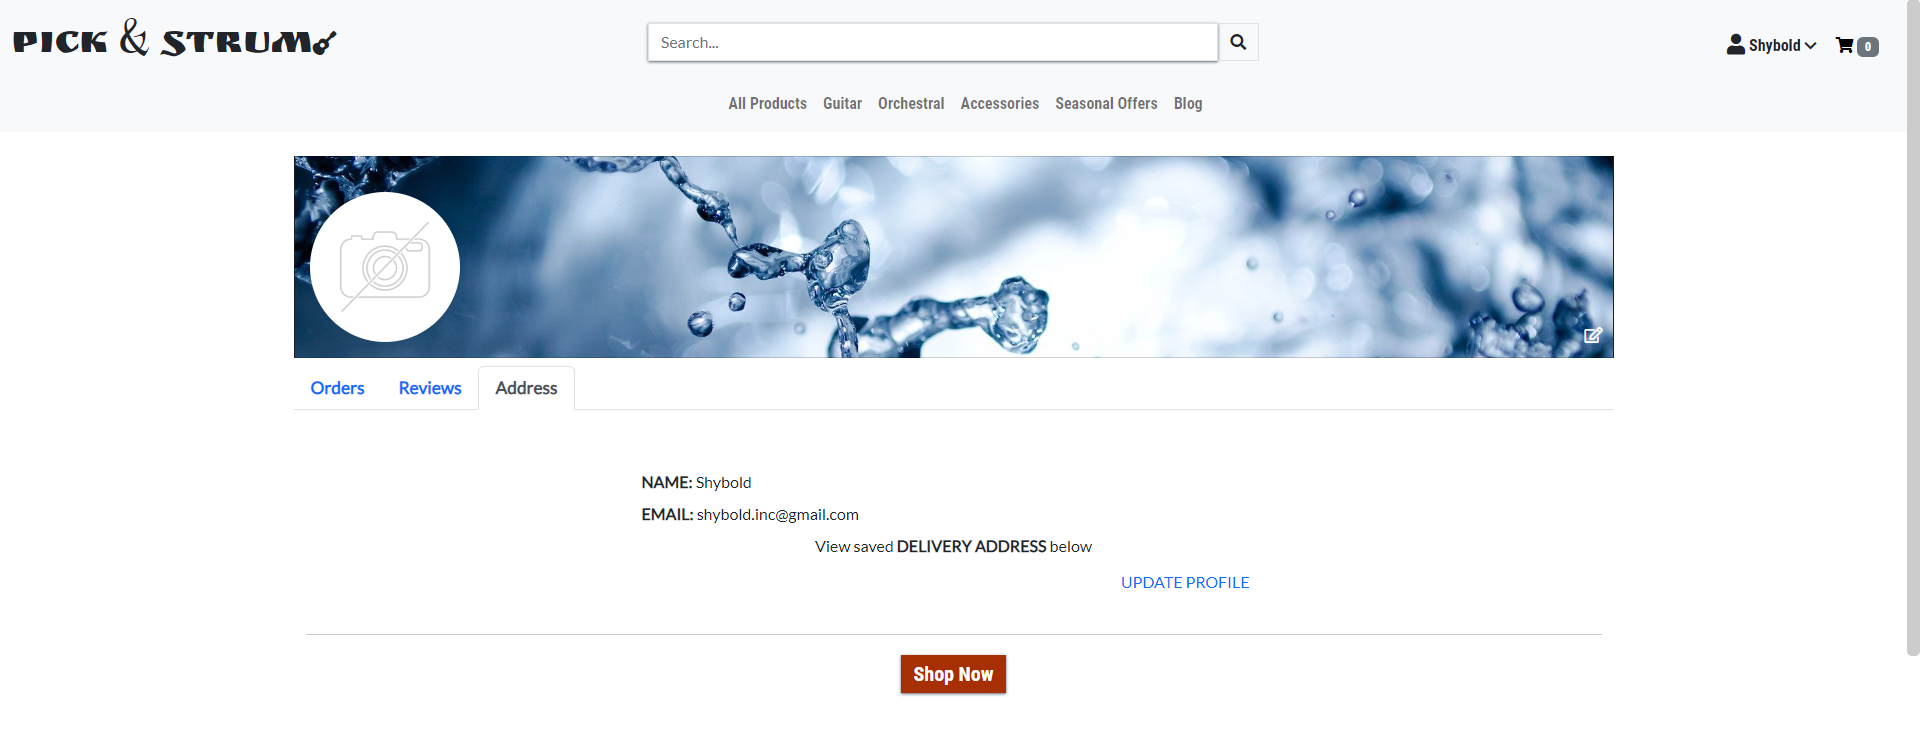 PICK & STRUM
Search...
Shybold
0
All Products Guitar Orchestral Accessories Seasonal Offers Blog
Orders Reviews Address
NAME: Shybold
EMAIL: shybold.inc@gmail.com
View saved DELIVERY ADDRESS below
UPDATE PROFILE
Shop Now